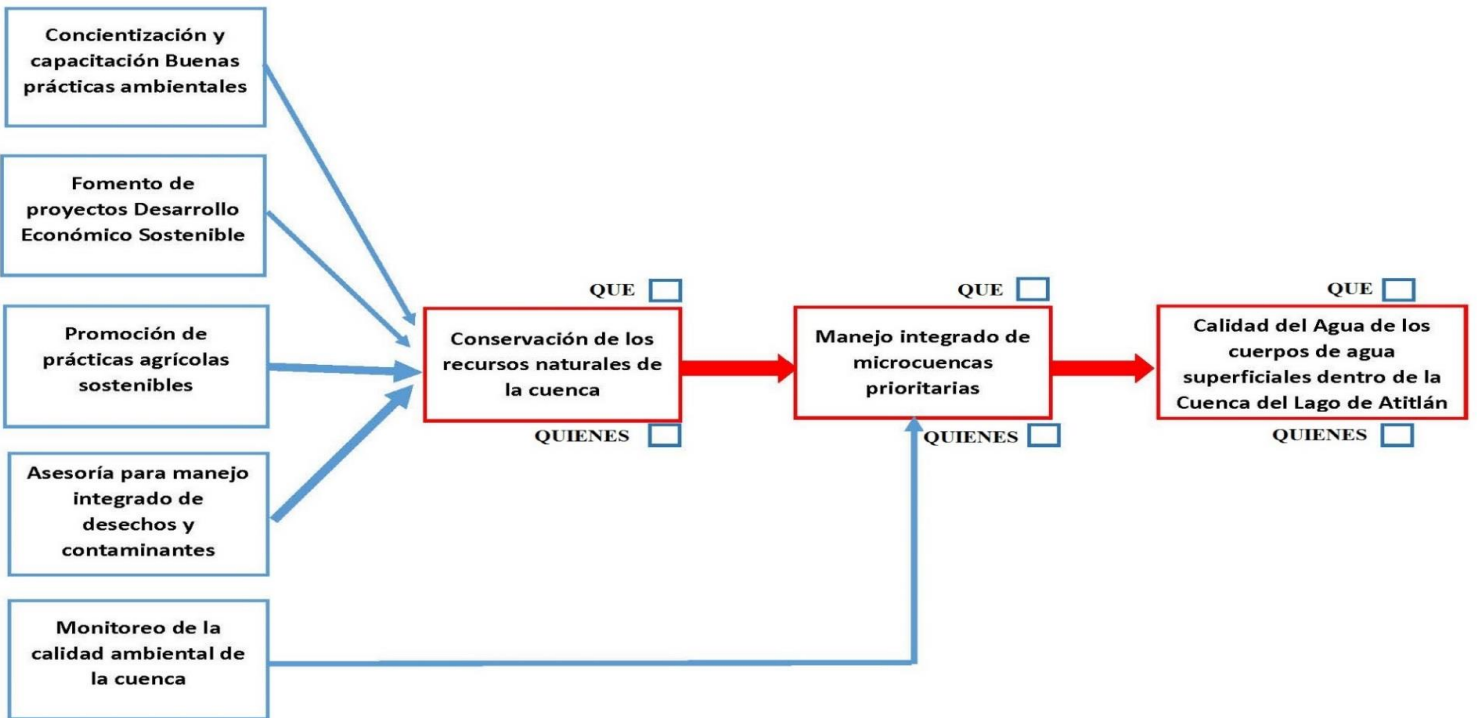 Concientización y
capacitación Buenas
prácticas ambientales
Fomento de
proyectos Desarrollo
Económico Sostenible
Promoción de
prácticas agrícolas
sostenibles
Asesoría para manejo
integrado de
desechos y
contaminantes
Monitoreo de la
calidad ambiental de
la cuenca
QUE
Conservación de los
recursos naturales de
la cuenca
QUIENES
QUE
Manejo integrado de
microcuencas
prioritarias
QUIENES
QUE
Calidad del Agua de los
cuerpos de agua
superficiales dentro de la
Cuenca del Lago de Atitlán
QUIENES